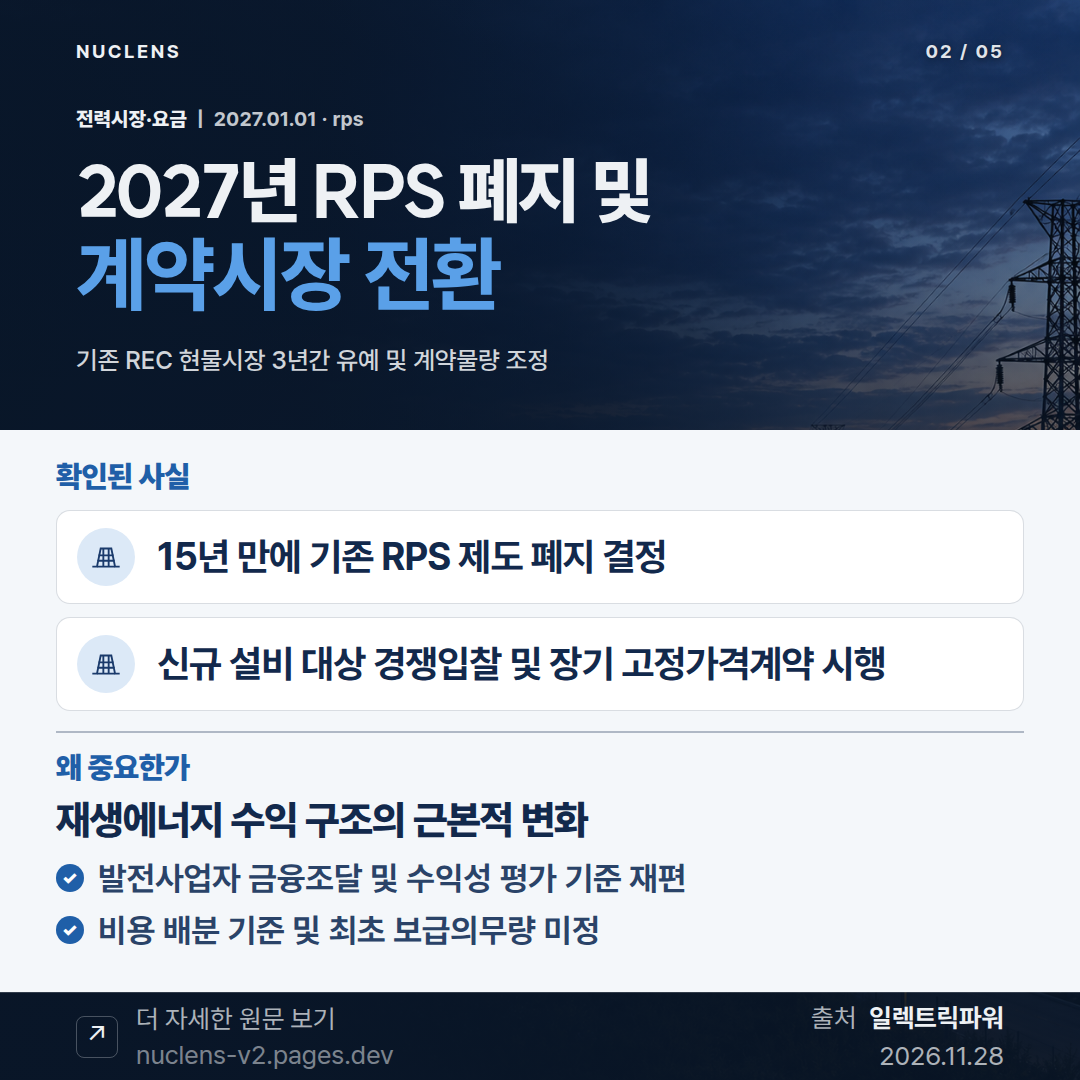 NUCLENS
02 / 05
전력시장·요금 | 2027.01.01 · rps
2027년 RPS 폐지 및
계약시장 전환
기존 REC 현물시장 3년간 유예 및 계약물량 조정
확인된 사실
15년 만에 기존 RPS 제도 폐지 결정
신규 설비 대상 경쟁입찰 및 장기 고정가격계약 시행
왜 중요한가
재생에너지 수익 구조의 근본적 변화
발전사업자 금융조달 및 수익성 평가 기준 재편
비용 배분 기준 및 최초 보급의무량 미정
더 자세한 원문 보기
nuclens-v2.pages.dev
출처 일렉트릭파워
2026.11.28